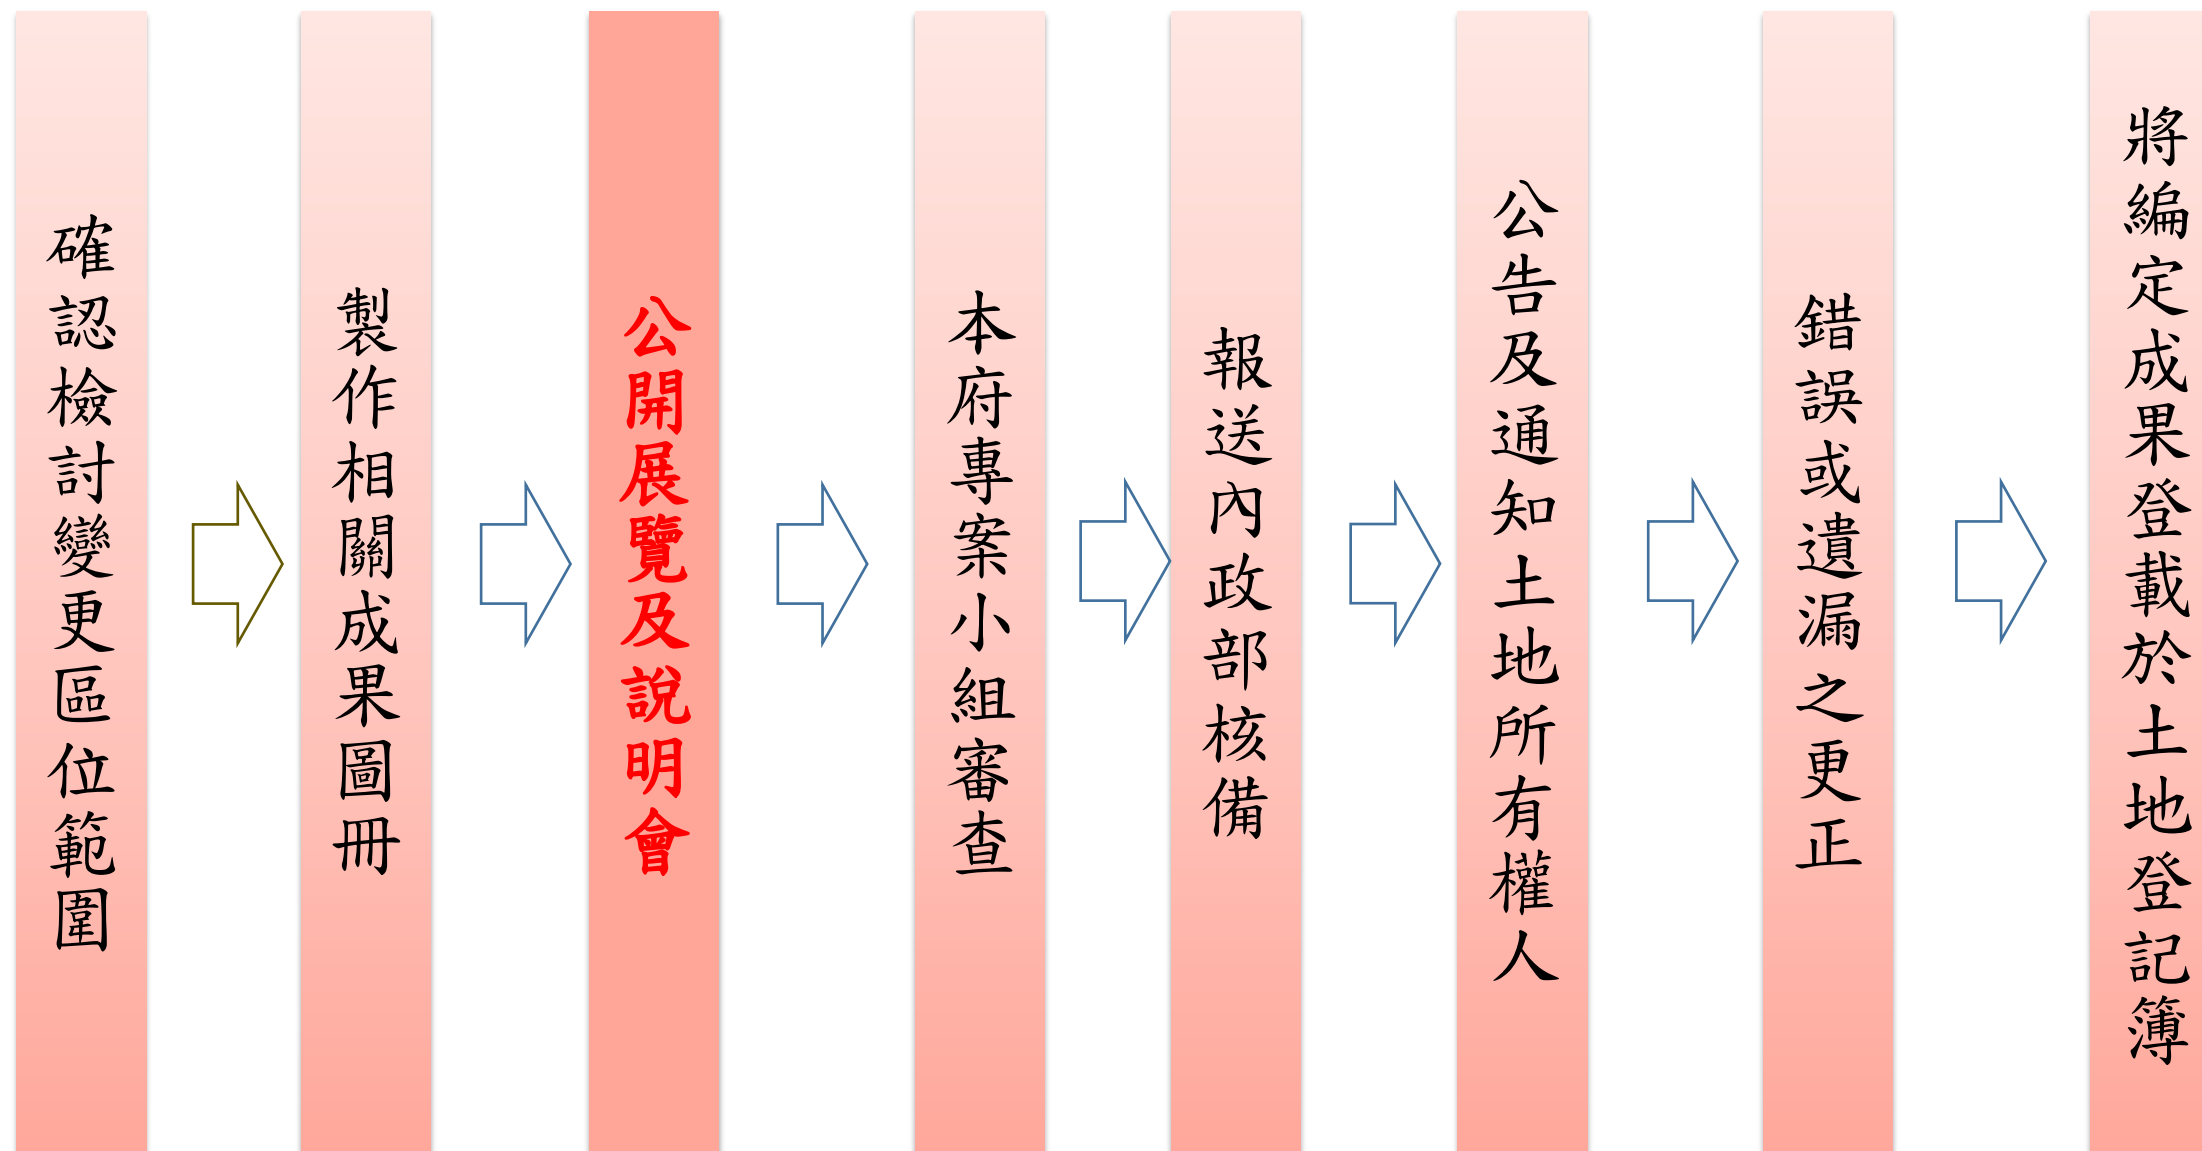 確認檢討變更區位範圍
製作相關成果圖冊
公開展覽及說明會
本府專案小組審查
報送內政部核備
公告及通知土地所有權人
錯誤或遺漏之更正
將編定成果登載於土地登記簿